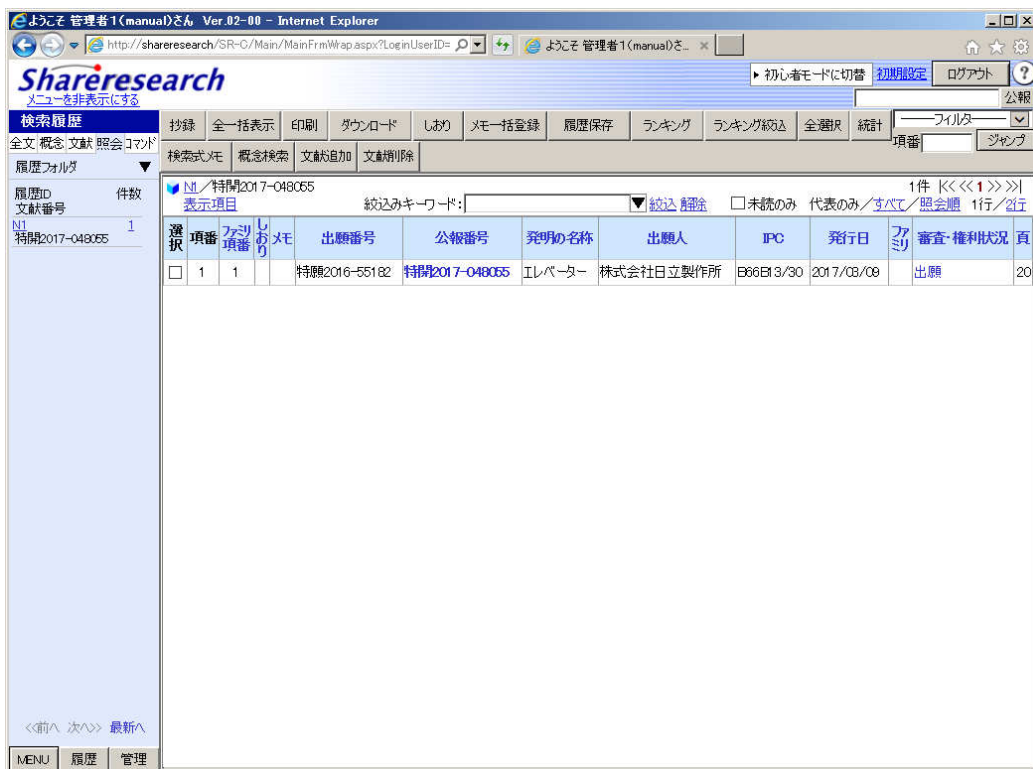 ようこそ 管理者1(manual)さん Ver.02-00 - Internet Explorer
http://shareresearch/SR-C/Main/MainFrmWrap.aspx?LoginUserID=
ようこそ 管理者1(manual)さ... ×
Shareresearch
メニューを非表示にする
初心者モードに切替 初期設定 ログアウト ?
公報
検索履歴
全文 概念 文献 照会 コマンド
履歴フォルダ ▼
履歴ID 件数
文献番号
N1 1
特開2017-048055
抄録 全一括表示 印刷 ダウンロード しおり メモ一括登録 履歴保存 ランキング ランキング絞込 全選択 統計 フィルタ
検索式メモ 概念検索 文献追加 文献削除 項番 ジャンプ
N1/特開2017-048055 1件 |<< << 1 >> >>|
表示項目 絞込みキーワード: ▼ 絞込 解除 □未読のみ 代表のみ/すべて/照会順 1行/2行
選択 項番 ファミリ項番 しおり メモ 出願番号 公報番号 発明の名称 出願人 IPC 発行日 ファミリ 審査・権利状況 頁
1 1 特願2016-55182 特開2017-048055 エレベーター 株式会社日立製作所 B66B13/30 2017/03/09 出願 20
<<前へ 次へ>> 最新へ
MENU 履歴 管理